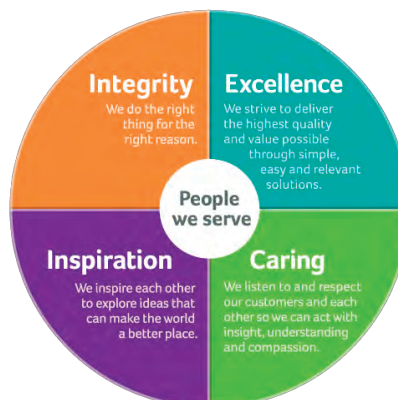 Integrity
We do the right
thing for the
right reason.
Excellence
We strive to deliver
the highest quality
and value possible
through simple,
easy and relevant
solutions.
People
we serve
Inspiration
We inspire each other
to explore ideas that
can make the world
a better place.
Caring
We listen to and respect
our customers and each
other so we can act with
insight, understanding
and compassion.